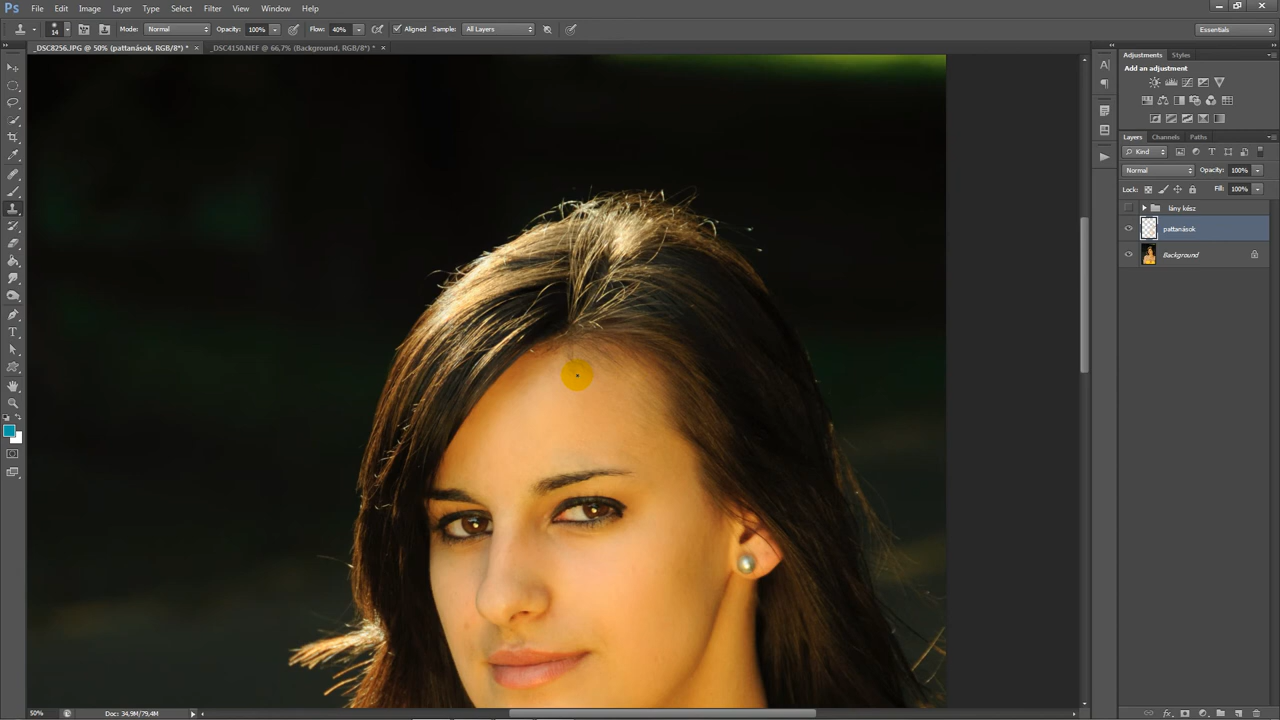 Ps File Edit Image Layer Type Select Filter View Window Help
14 Mode: Normal Opacity: 100% Flow: 40% Aligned Sample: All Layers Essentials
_DSC8256.JPG @ 50% (pattanások, RGB/8*) * × _DSC4150.NEF @ 66,7% (Background, RGB/8*) * ×
Adjustments Styles
Add an adjustment
Layers Channels Paths
Kind
Normal Opacity: 100%
Lock: Fill: 100%
lány kész
pattanások
Background
50% Doc: 34,9M/79,4M